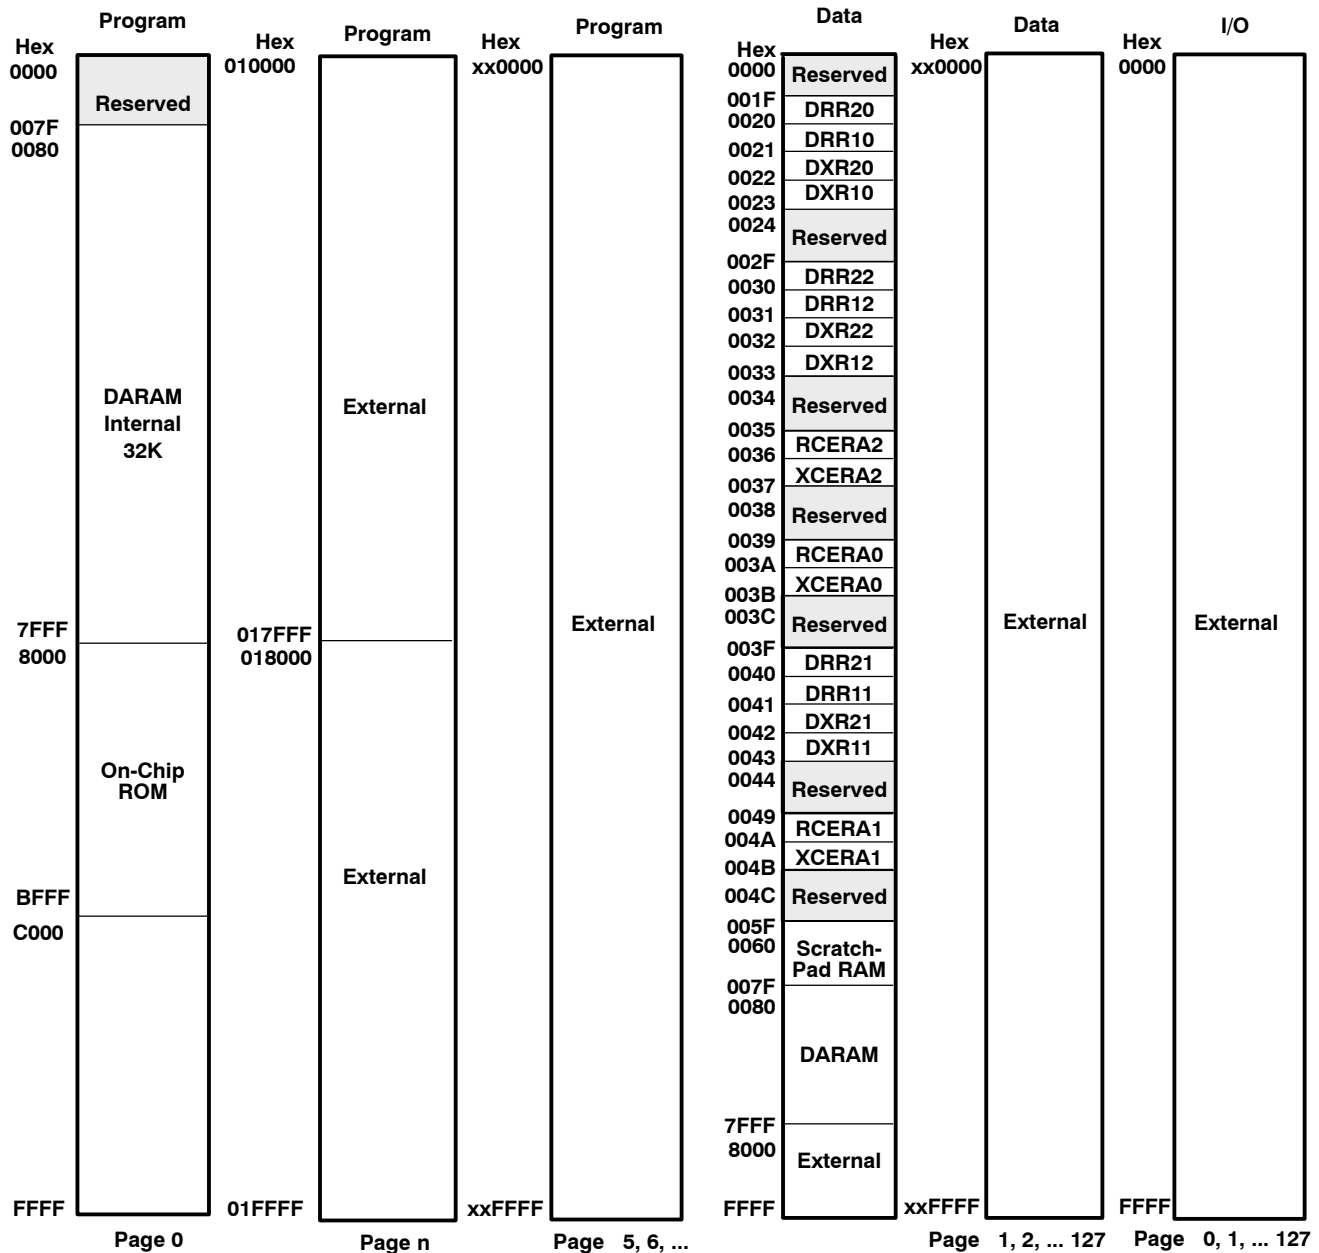 Program
Hex
0000
Reserved
007F
0080
DARAM
Internal
32K
7FFF
8000
On-Chip
ROM
BFFF
C000
FFFF
Page 0
Program
Hex
010000
External
017FFF
018000
External
01FFFF
Page n
Program
Hex
xx0000
External
xxFFFF
Page 5, 6, ...
Data
Hex
0000
Reserved
001F
0020
DRR20
0021
DRR10
0022
DXR20
0023
DXR10
0024
Reserved
002F
0030
DRR22
0031
DRR12
0032
DXR22
0033
DXR12
0034
Reserved
0035
0036
RCERA2
0037
XCERA2
0038
Reserved
0039
003A
RCERA0
003B
XCERA0
003C
Reserved
003F
0040
DRR21
0041
DRR11
0042
DXR21
0043
DXR11
0044
Reserved
0049
004A
RCERA1
004B
XCERA1
004C
Reserved
005F
0060
Scratch-
Pad RAM
007F
0080
DARAM
7FFF
8000
External
FFFF
Data
Hex
xx0000
External
xxFFFF
Page 1, 2, ... 127
I/O
Hex
0000
External
FFFF
Page 0, 1, ... 127